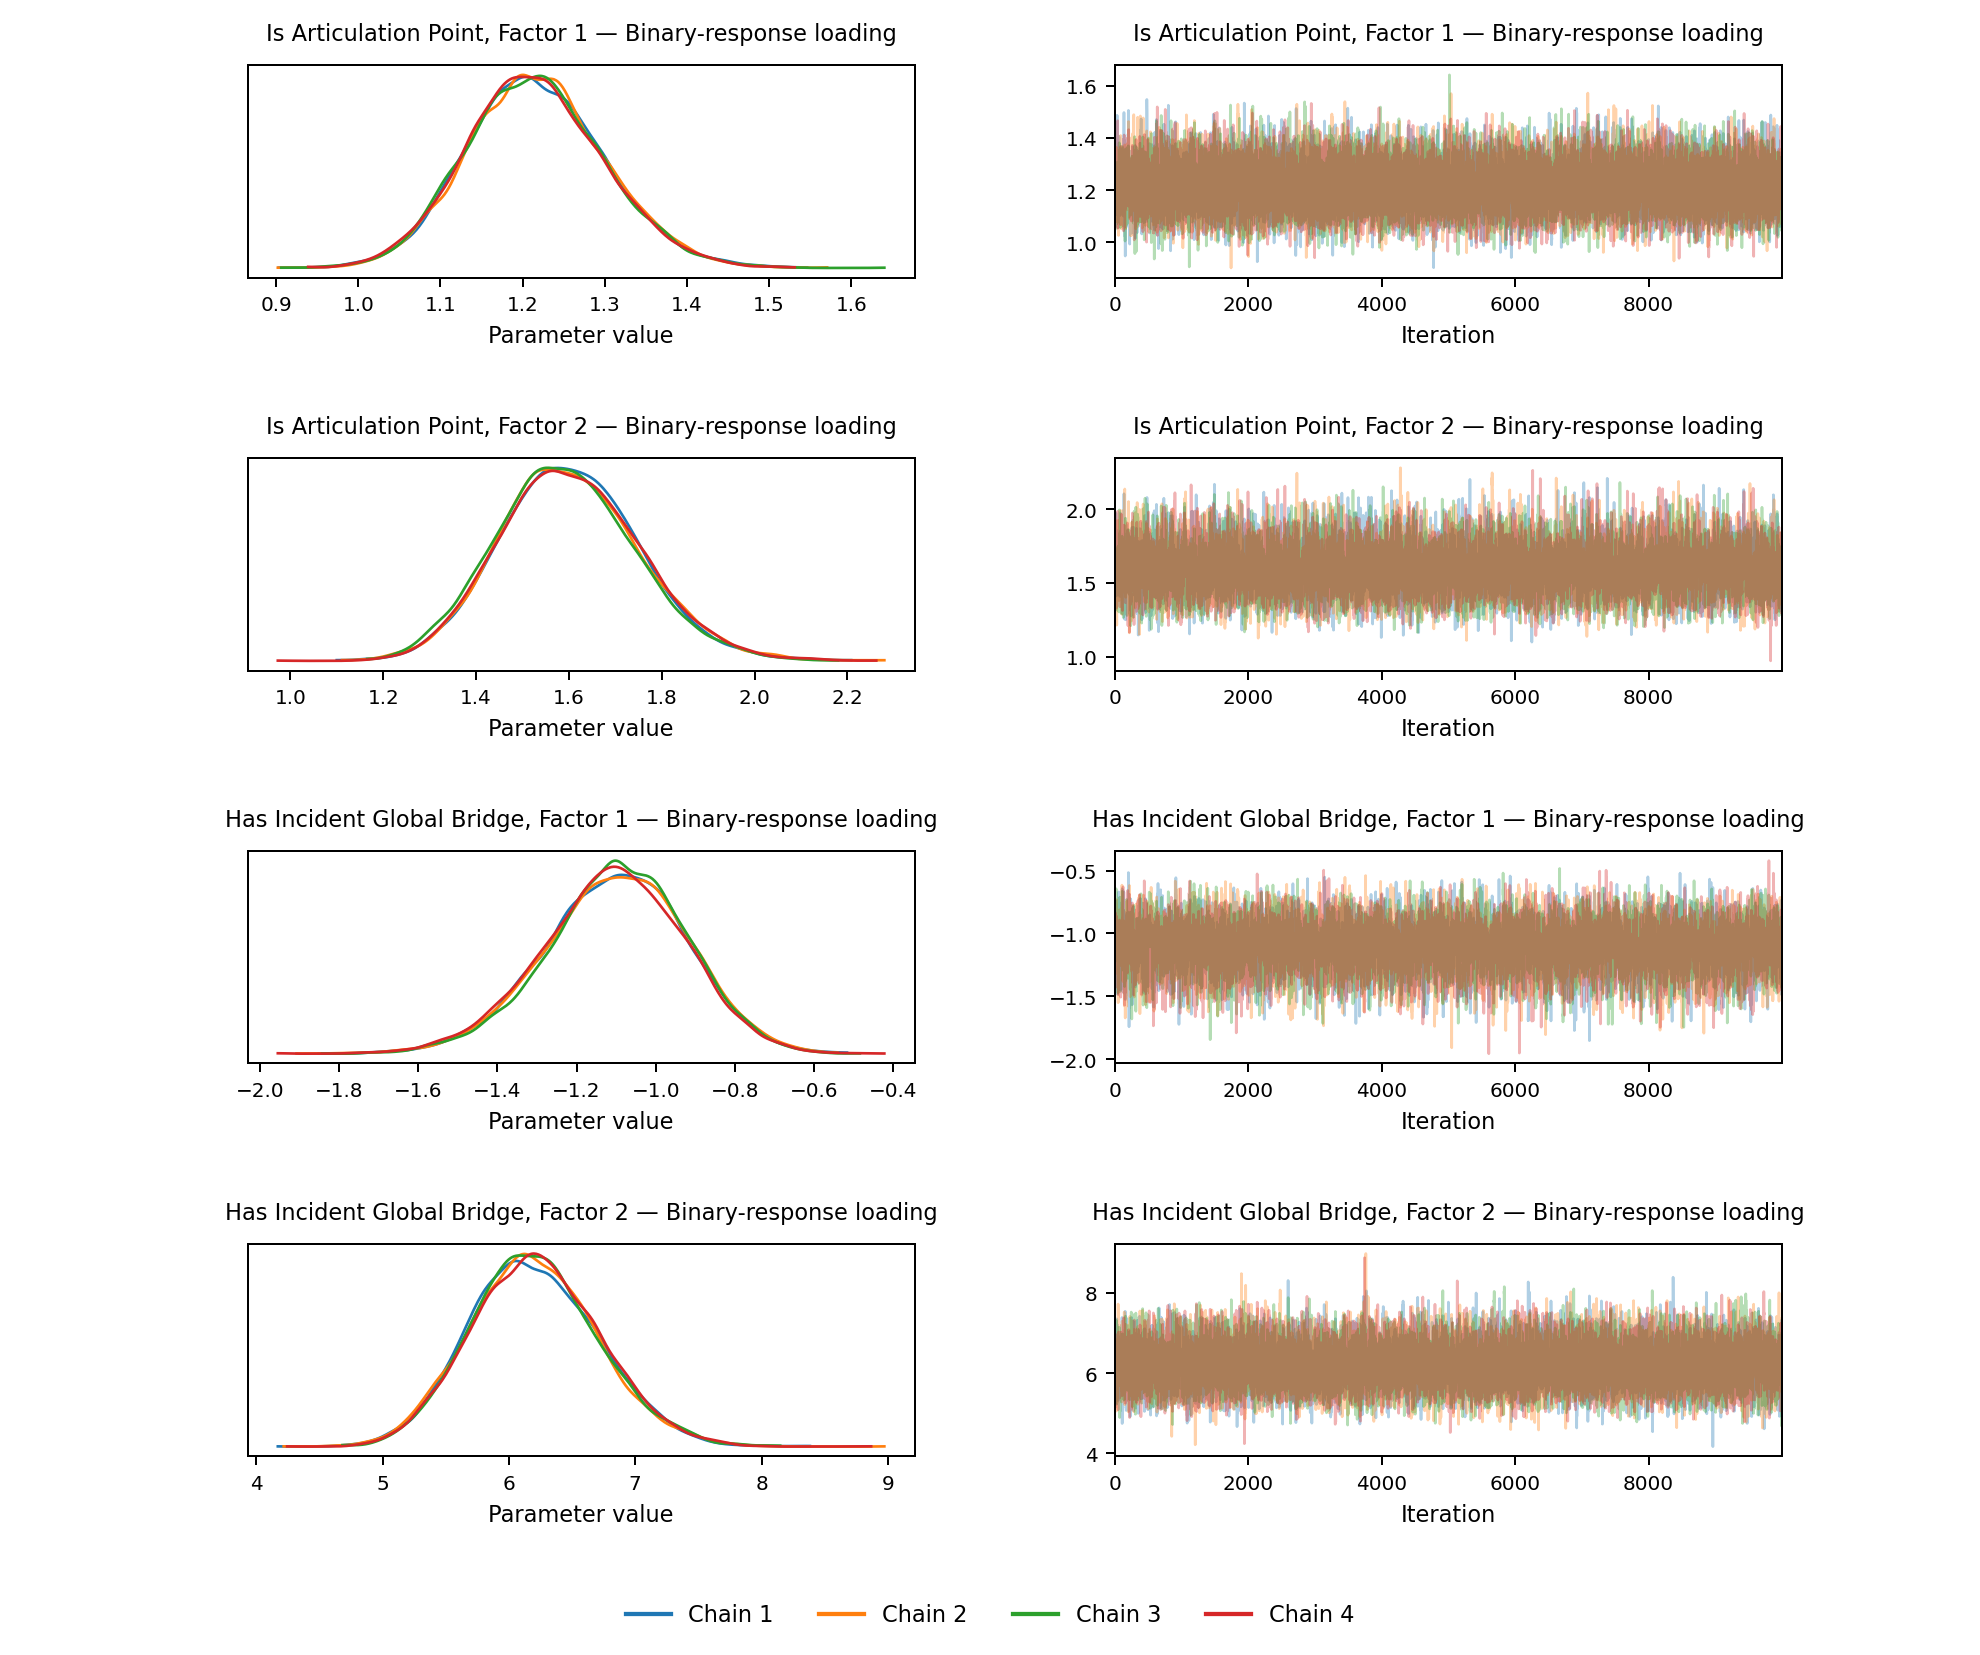 Is Articulation Point, Factor 1 — Binary-response loading
0.9 1.0 1.1 1.2 1.3 1.4 1.5 1.6
Parameter value
Is Articulation Point, Factor 1 — Binary-response loading
1.6
1.4
1.2
1.0
0 2000 4000 6000 8000
Iteration
Is Articulation Point, Factor 2 — Binary-response loading
1.0 1.2 1.4 1.6 1.8 2.0 2.2
Parameter value
Is Articulation Point, Factor 2 — Binary-response loading
2.0
1.5
1.0
0 2000 4000 6000 8000
Iteration
Has Incident Global Bridge, Factor 1 — Binary-response loading
−2.0 −1.8 −1.6 −1.4 −1.2 −1.0 −0.8 −0.6 −0.4
Parameter value
Has Incident Global Bridge, Factor 1 — Binary-response loading
−0.5
−1.0
−1.5
−2.0
0 2000 4000 6000 8000
Iteration
Has Incident Global Bridge, Factor 2 — Binary-response loading
4 5 6 7 8 9
Parameter value
Has Incident Global Bridge, Factor 2 — Binary-response loading
8
6
4
0 2000 4000 6000 8000
Iteration
Chain 1 Chain 2 Chain 3 Chain 4